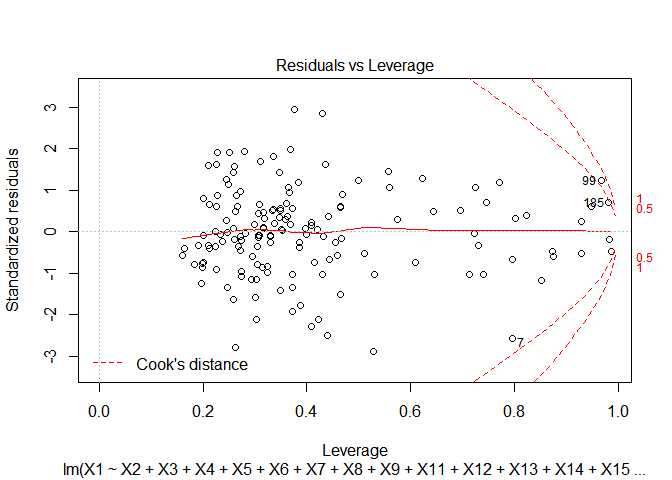 Residuals vs Leverage
Standardized residuals
3
2
1
0
-1
-2
-3
99
185
7
1
0.5
0.5
1
Cook's distance
0.0 0.2 0.4 0.6 0.8 1.0
Leverage
lm(X1 ~ X2 + X3 + X4 + X5 + X6 + X7 + X8 + X9 + X11 + X12 + X13 + X14 + X15 ...